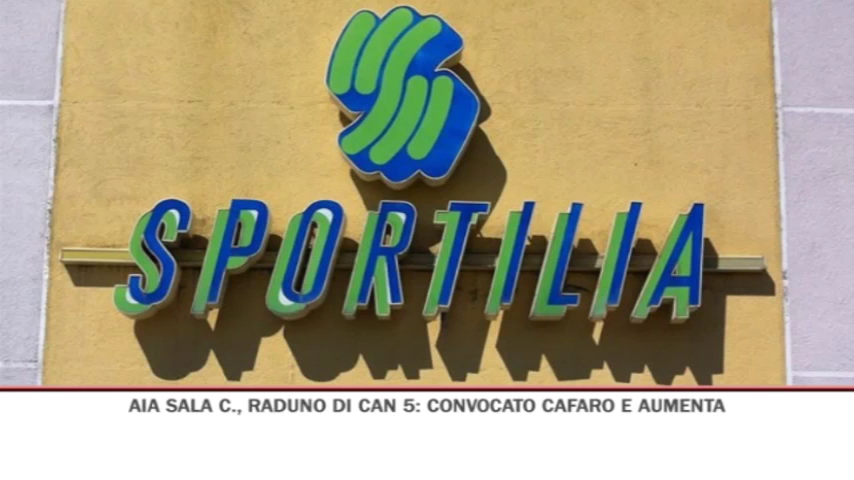 SPORTILIA
AIA SALA C., RADUNO DI CAN 5: CONVOCATO CAFARO E AUMENTA